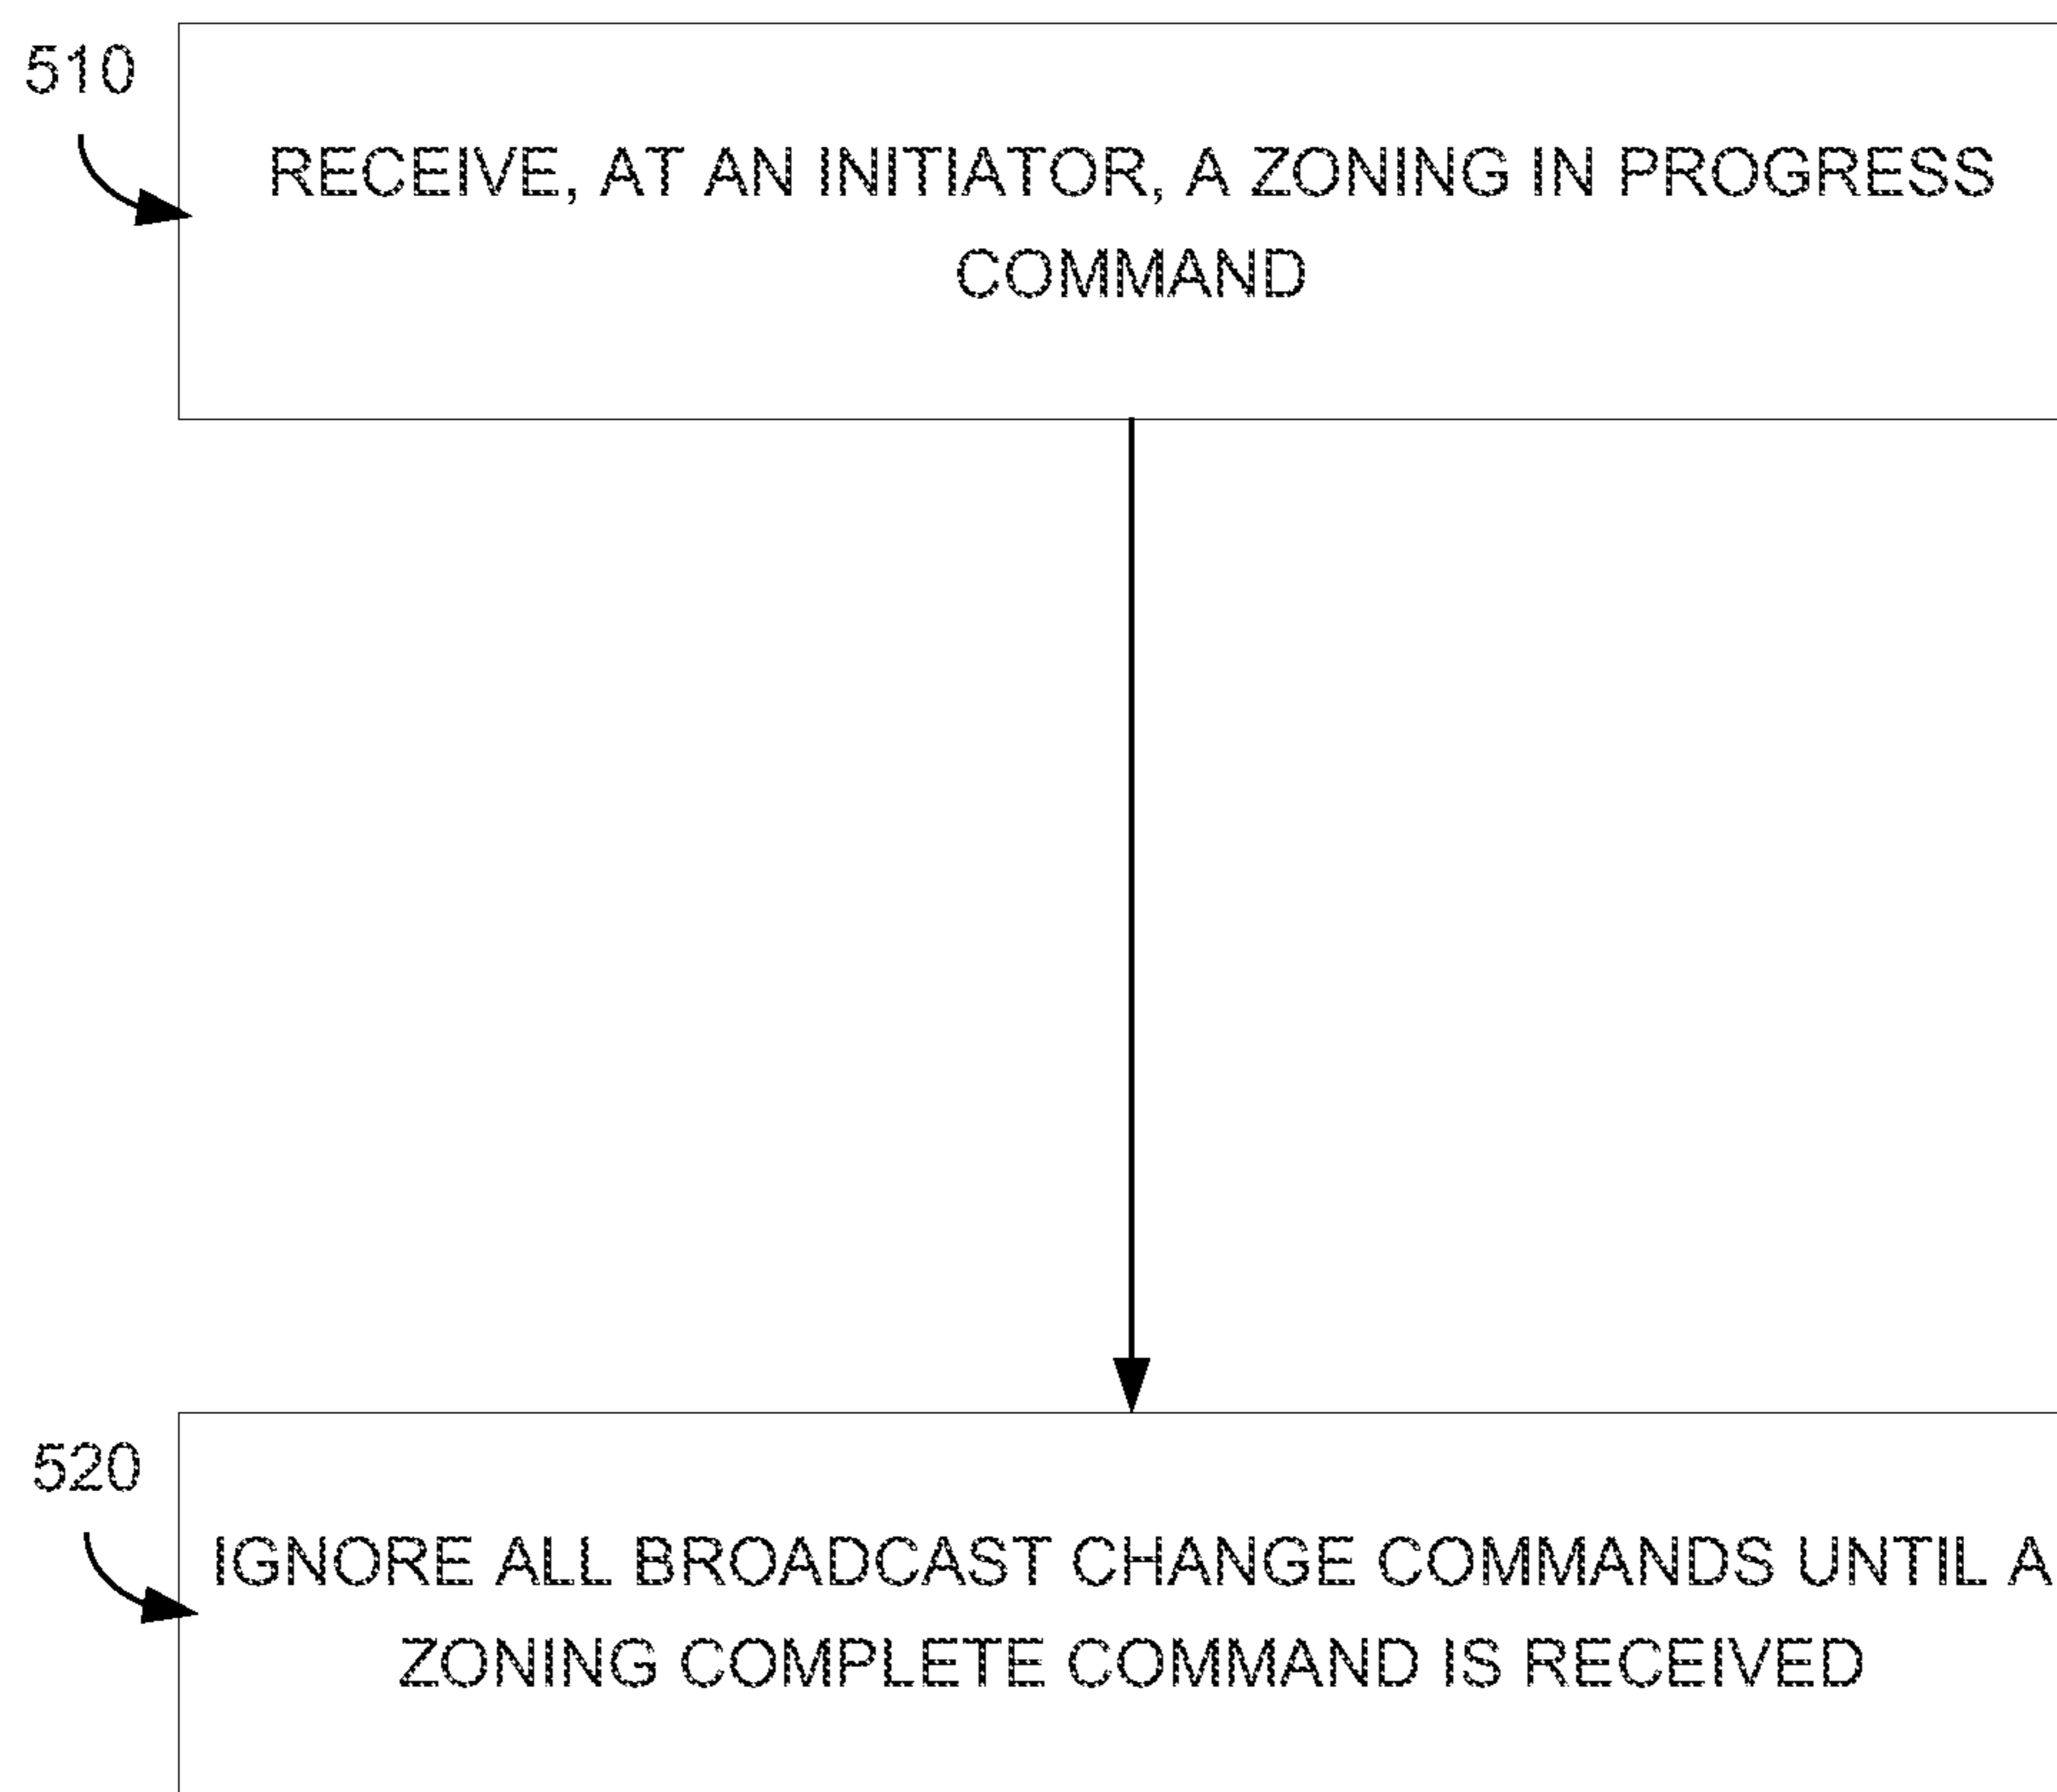 510
RECEIVE, AT AN INITIATOR, A ZONING IN PROGRESS
COMMAND
520
IGNORE ALL BROADCAST CHANGE COMMANDS UNTIL A
ZONING COMPLETE COMMAND IS RECEIVED